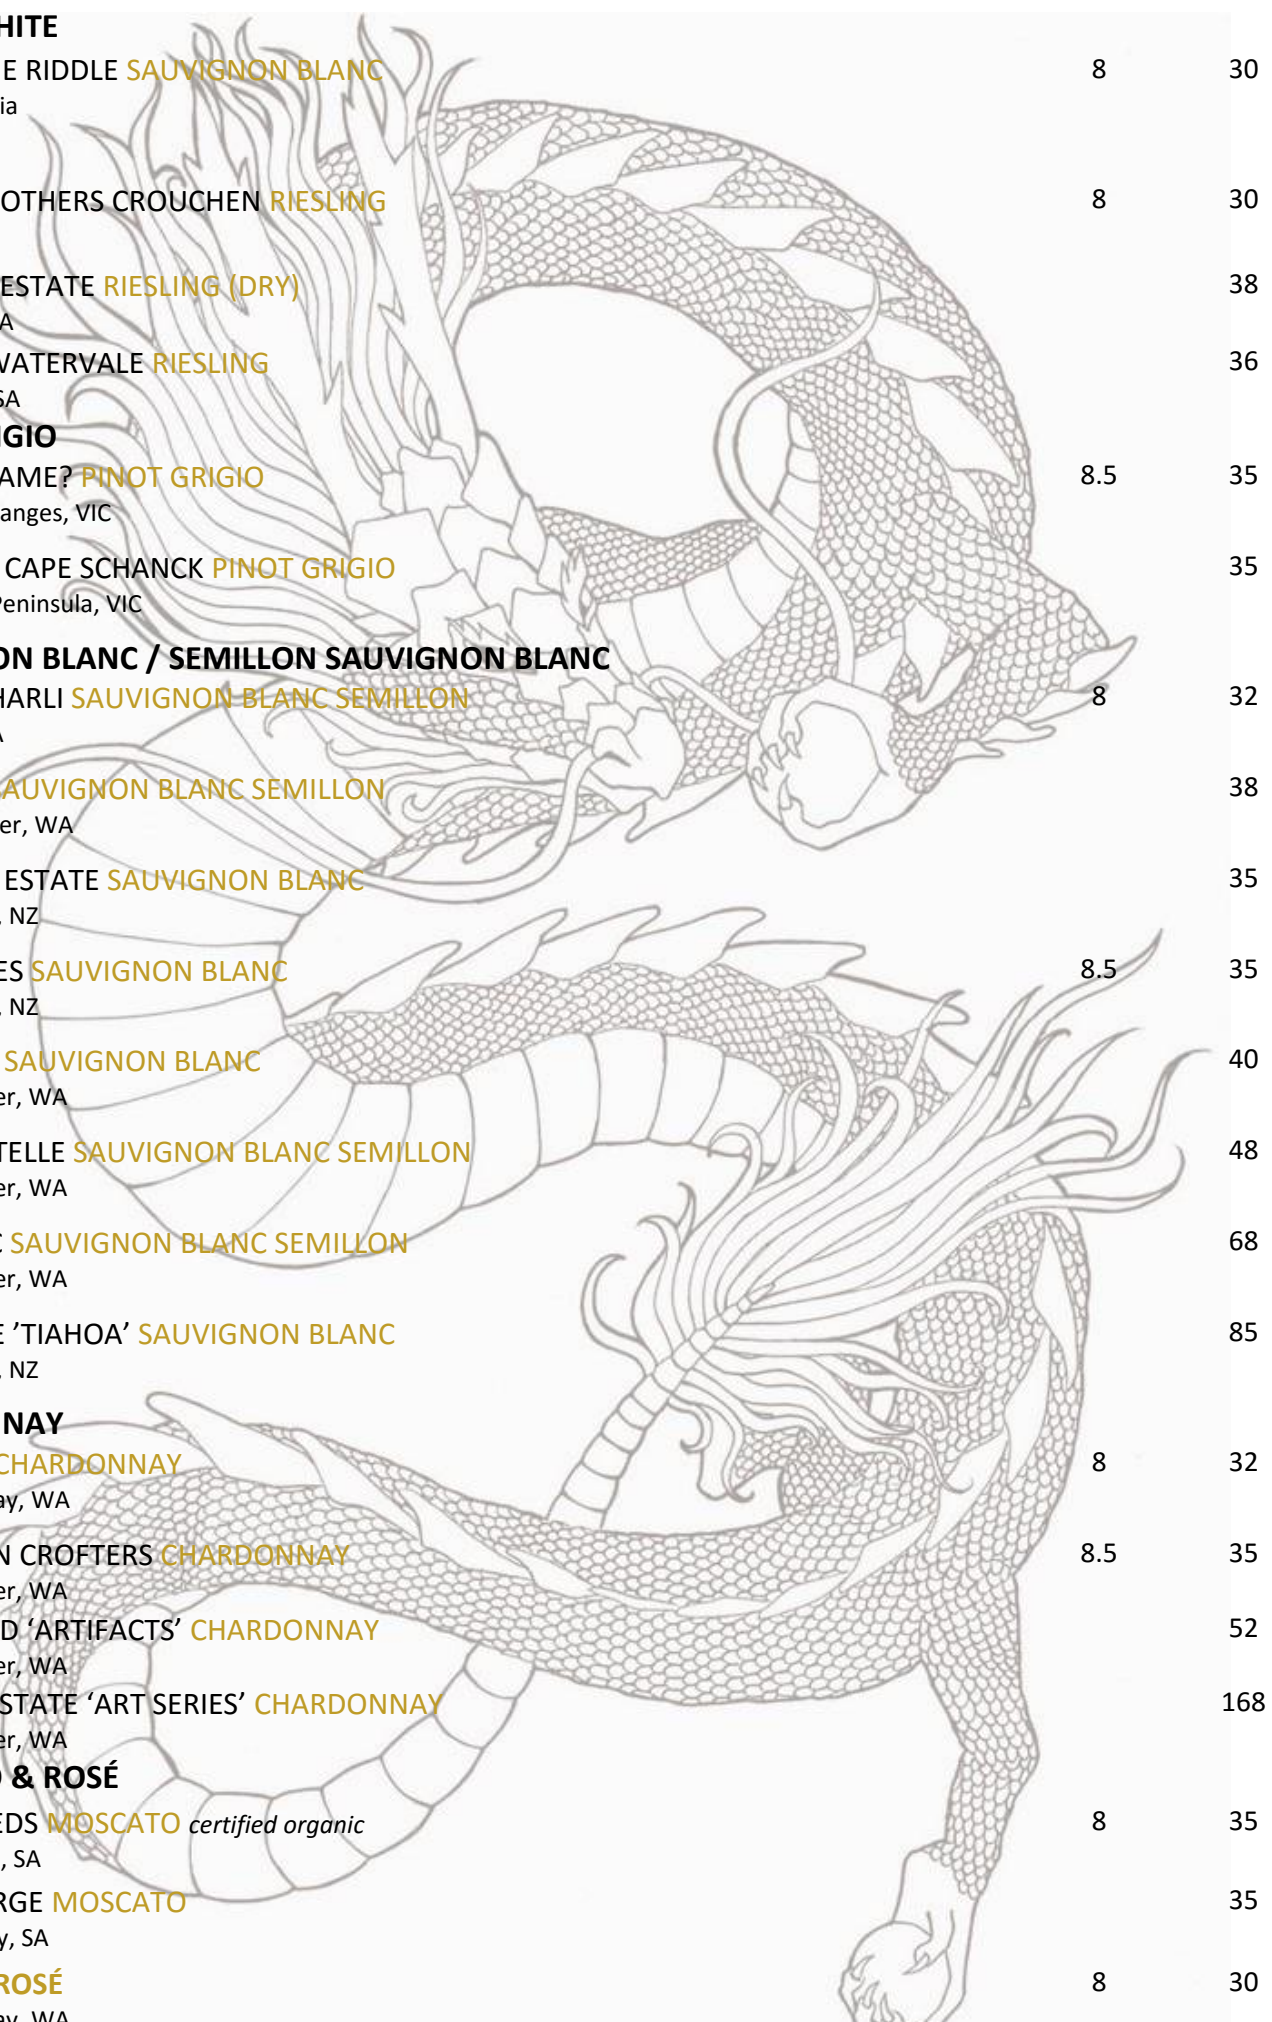 HITE
E RIDDLE SAUVIGNON BLANC 8 30
ia
OTHERS CROUCHEN RIESLING 8 30
ESTATE RIESLING (DRY) 38
A
WATERVALE RIESLING 36
SA
IGIO
AME? PINOT GRIGIO 8.5 35
anges, VIC
CAPE SCHANCK PINOT GRIGIO 35
Peninsula, VIC
ON BLANC / SEMILLON SAUVIGNON BLANC
HARLI SAUVIGNON BLANC SEMILLON 8 32
A
SAUVIGNON BLANC SEMILLON 38
er, WA
ESTATE SAUVIGNON BLANC 35
, NZ
ES SAUVIGNON BLANC 8.5 35
, NZ
SAUVIGNON BLANC 40
er, WA
TELLE SAUVIGNON BLANC SEMILLON 48
er, WA
C SAUVIGNON BLANC SEMILLON 68
er, WA
E ’TIAHOA’ SAUVIGNON BLANC 85
, NZ
NAY
CHARDONNAY 8 32
ay, WA
N CROFTERS CHARDONNAY 8.5 35
er, WA
D ‘ARTIFACTS’ CHARDONNAY 52
er, WA
STATE ‘ART SERIES’ CHARDONNAY 168
er, WA
O & ROSÉ
EDS MOSCATO certified organic 8 35
, SA
RGE MOSCATO 35
y, SA
ROSÉ 8 30
ay, WA